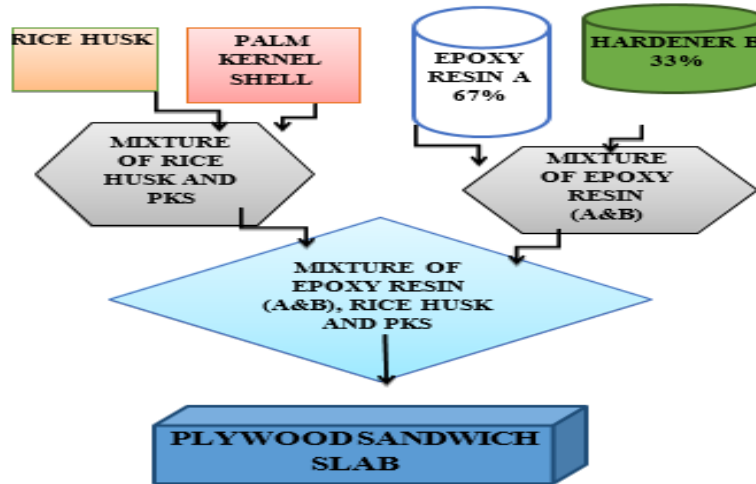 RICE HUSK
PALM
KERNEL
SHELL
EPOXY
RESIN A
67%
HARDENER B
33%
MIXTURE
OF RICE
HUSK AND
PKS
MIXTURE
OF EPOXY
RESIN
(A&B)
MIXTURE OF
EPOXY RESIN
(A&B), RICE HUSK
AND PKS
PLYWOOD SANDWICH
SLAB